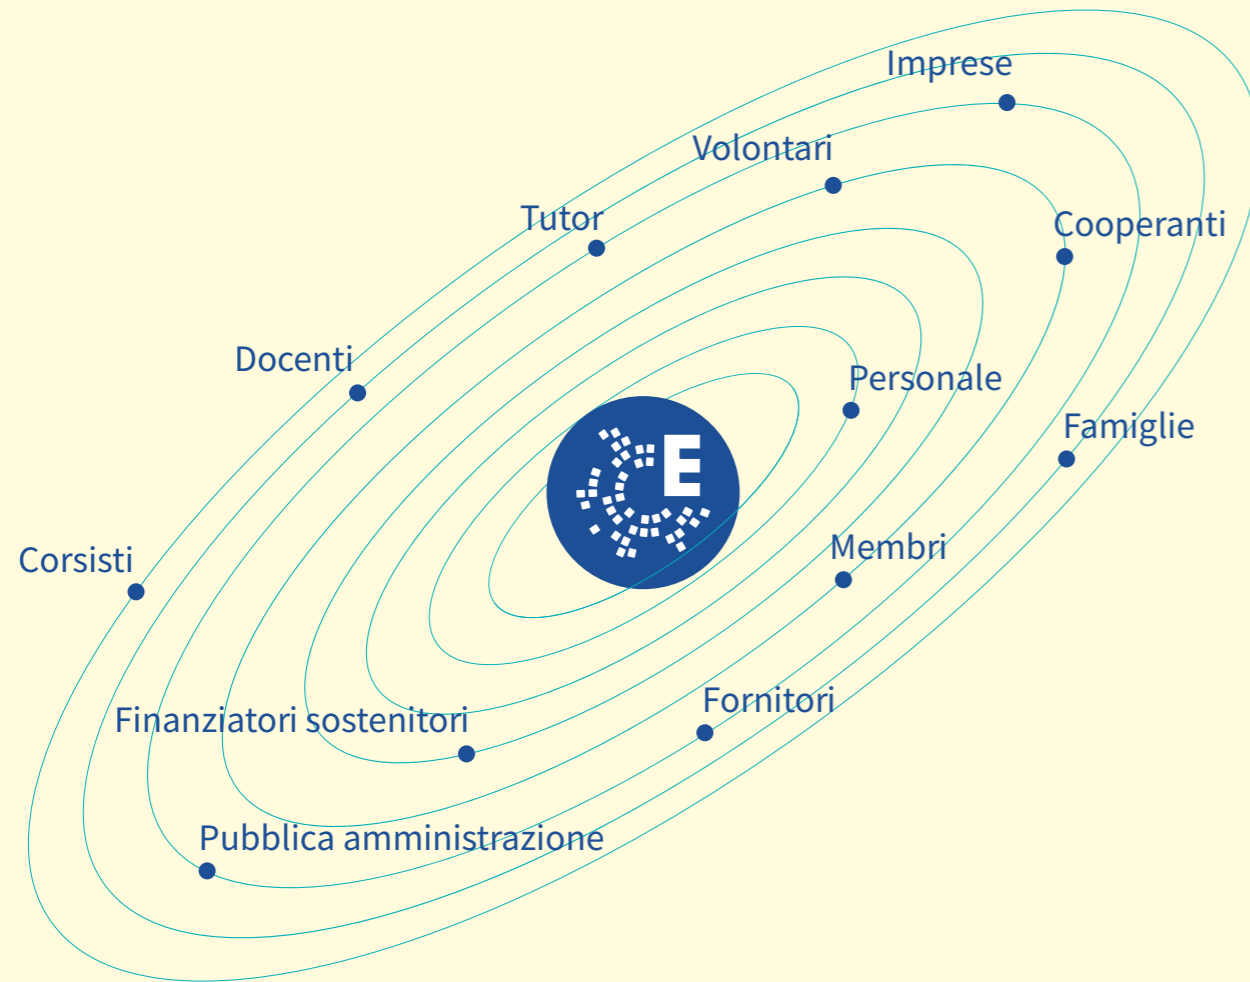 Imprese
Volontari
Tutor
Cooperanti
Docenti
Personale
Famiglie
E
Corsisti
Membri
Fornitori
Finanziatori sostenitori
Pubblica amministrazione